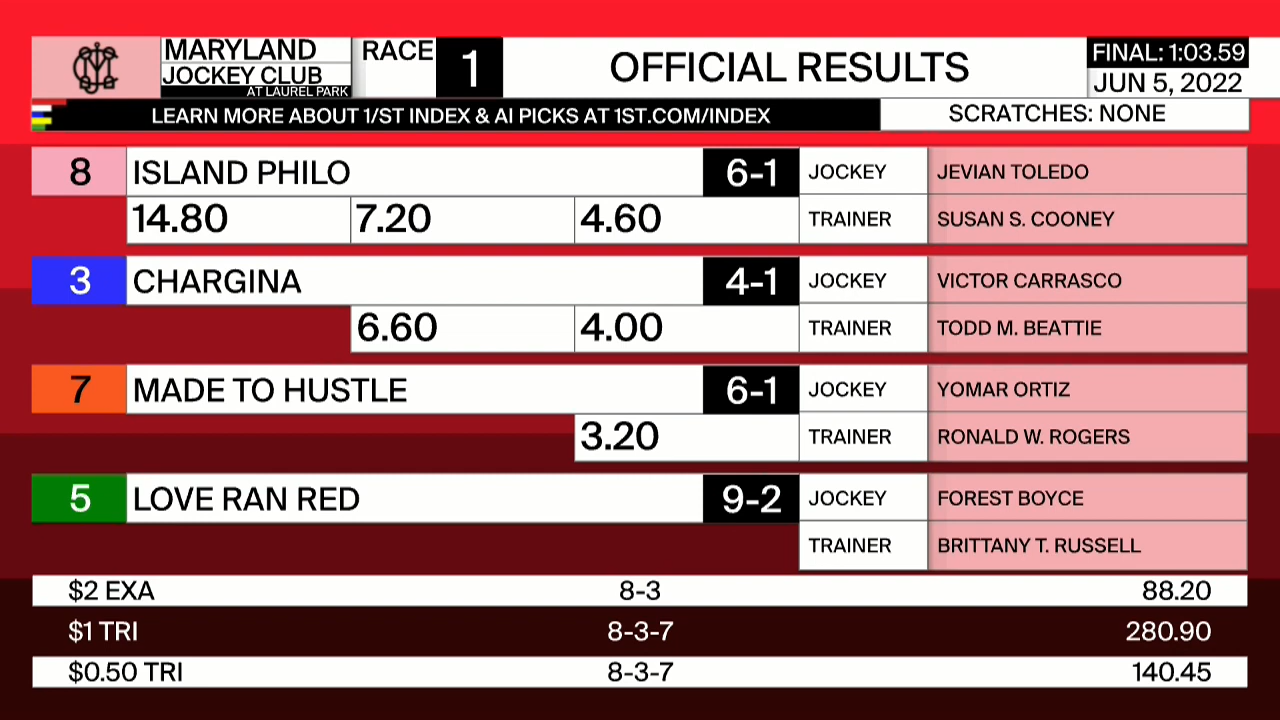 MARYLAND
JOCKEY CLUB
AT LAUREL PARK
RACE 1
OFFICIAL RESULTS
FINAL: 1:03.59
JUN 5, 2022
LEARN MORE ABOUT 1/ST INDEX & AI PICKS AT 1ST.COM/INDEX
SCRATCHES: NONE
8 ISLAND PHILO 6-1 JOCKEY JEVIAN TOLEDO
14.80 7.20 4.60 TRAINER SUSAN S. COONEY
3 CHARGINA 4-1 JOCKEY VICTOR CARRASCO
6.60 4.00 TRAINER TODD M. BEATTIE
7 MADE TO HUSTLE 6-1 JOCKEY YOMAR ORTIZ
3.20 TRAINER RONALD W. ROGERS
5 LOVE RAN RED 9-2 JOCKEY FOREST BOYCE
TRAINER BRITTANY T. RUSSELL
$2 EXA 8-3 88.20
$1 TRI 8-3-7 280.90
$0.50 TRI 8-3-7 140.45